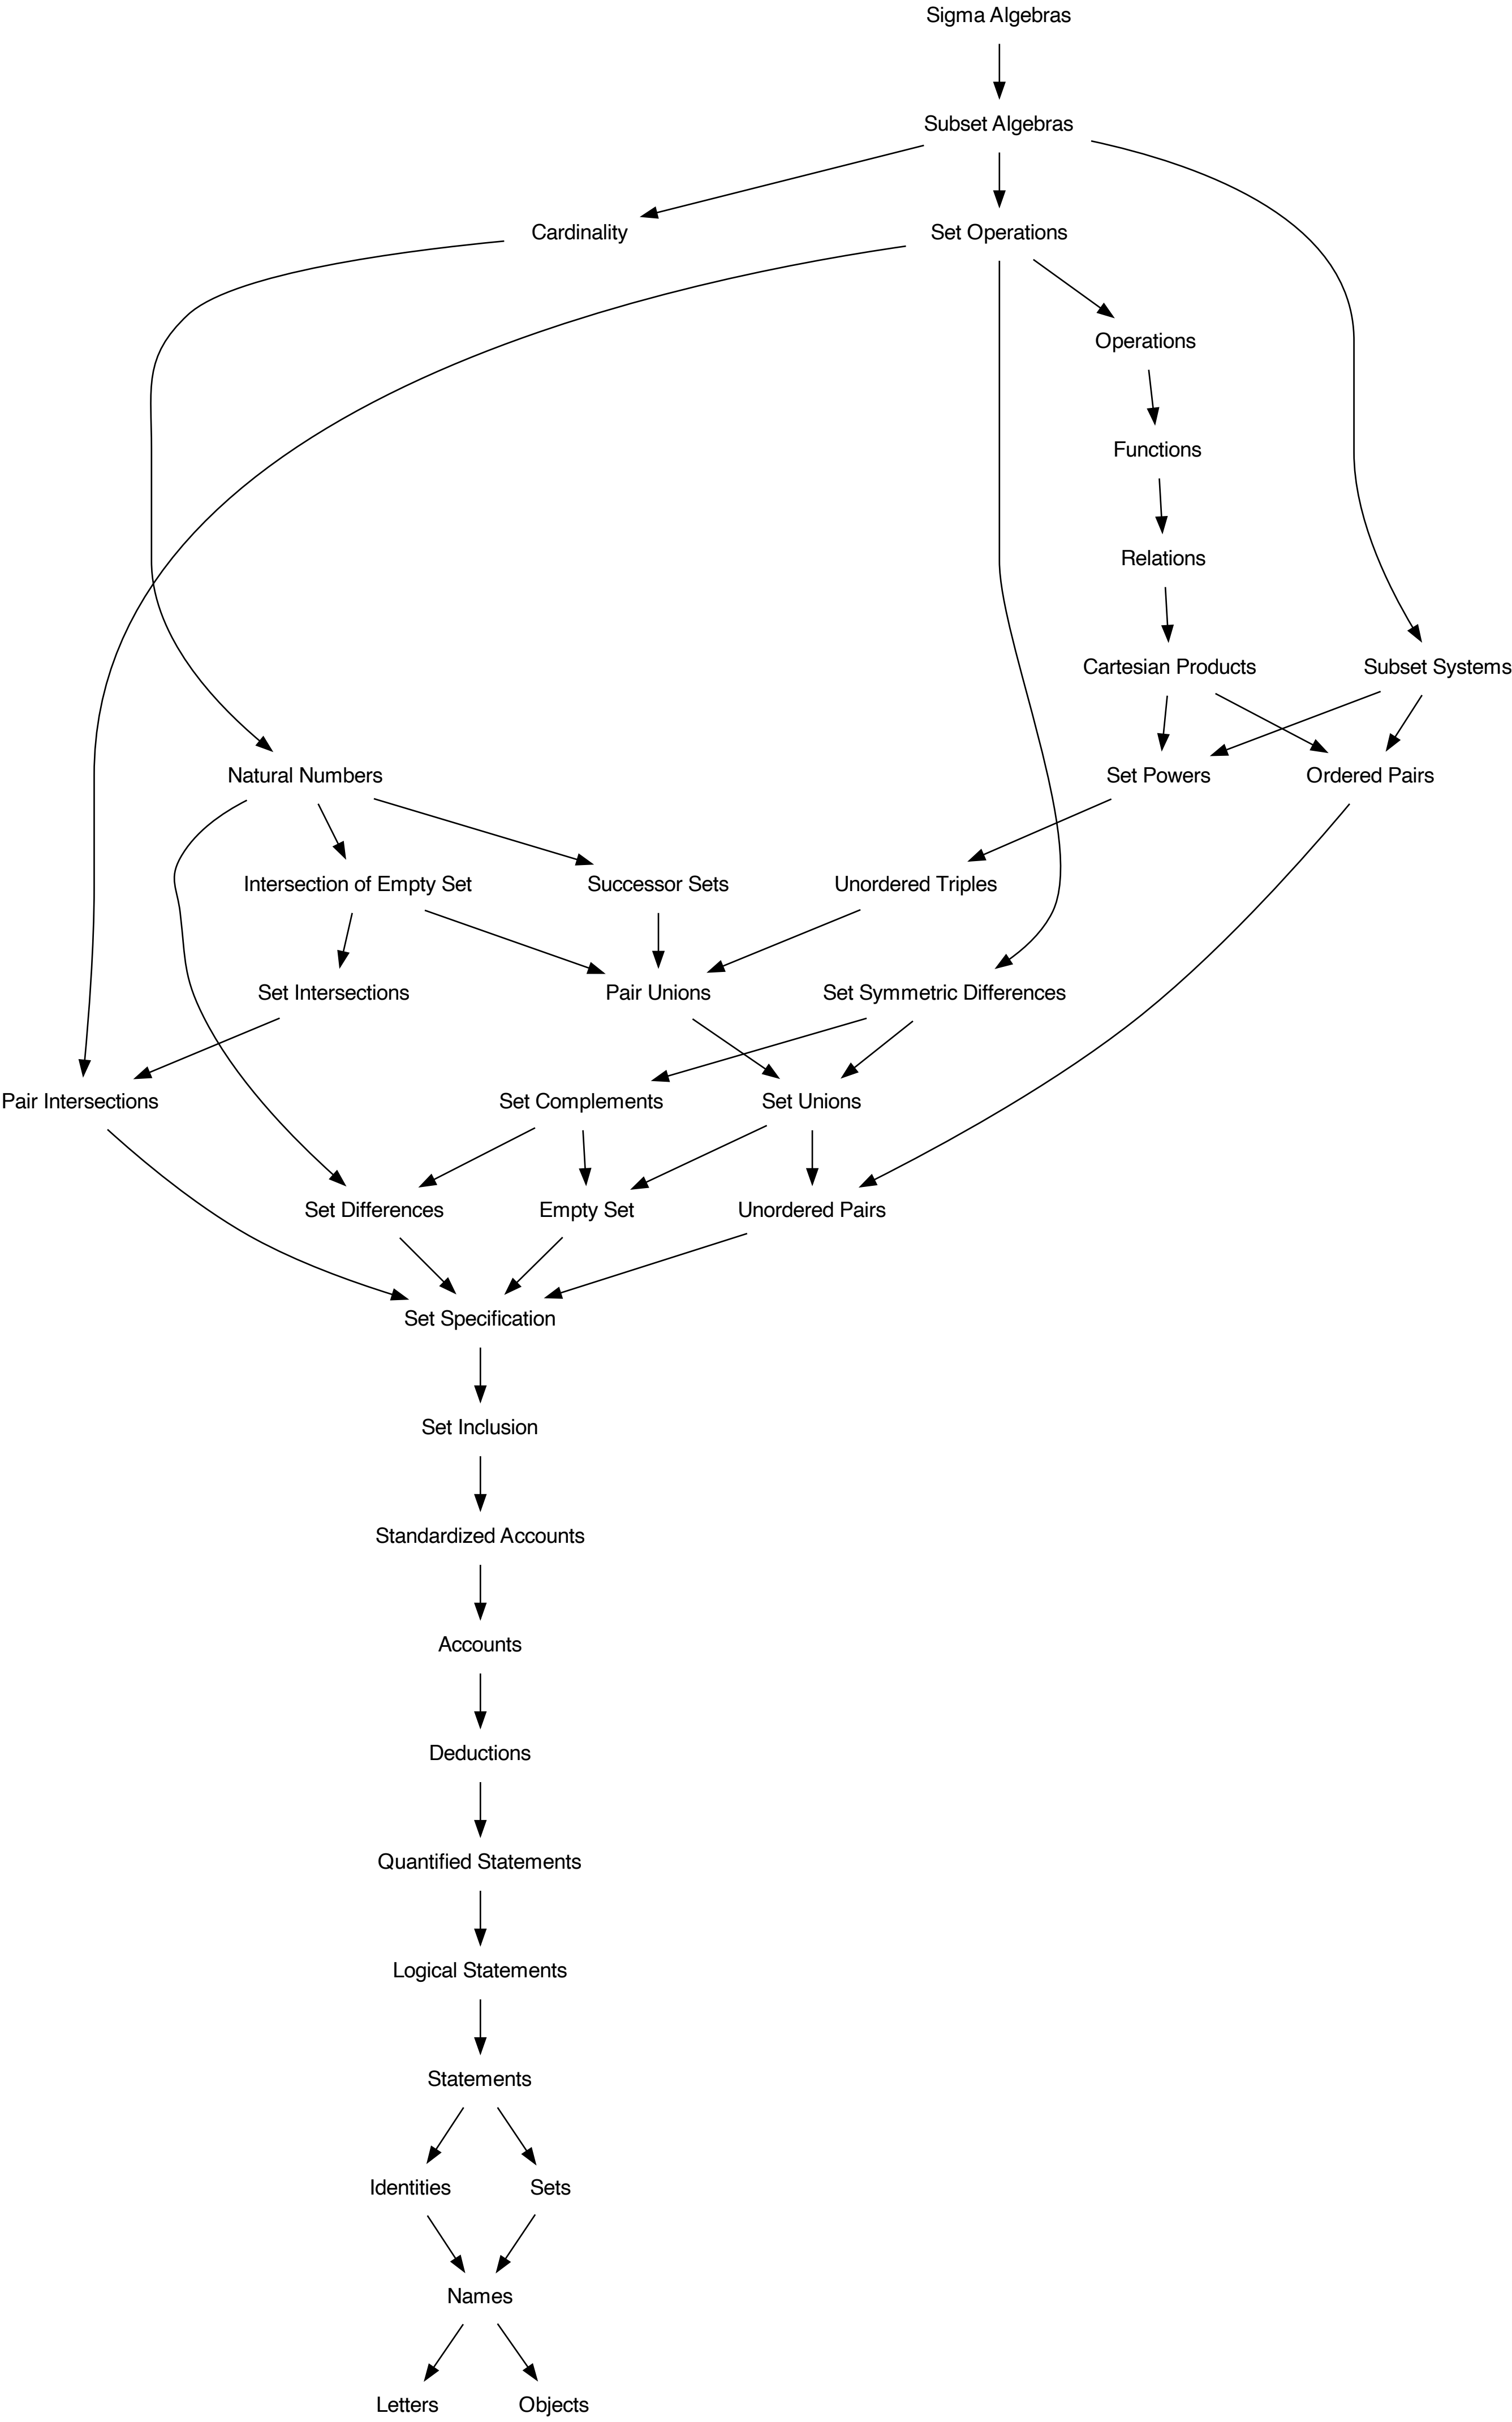 Sigma Algebras
Subset Algebras
Cardinality
Set Operations
Operations
Functions
Relations
Cartesian Products
Subset Systems
Natural Numbers
Set Powers
Ordered Pairs
Intersection of Empty Set
Successor Sets
Unordered Triples
Set Intersections
Pair Unions
Set Symmetric Differences
Pair Intersections
Set Complements
Set Unions
Set Differences
Empty Set
Unordered Pairs
Set Specification
Set Inclusion
Standardized Accounts
Accounts
Deductions
Quantified Statements
Logical Statements
Statements
Identities
Sets
Names
Letters
Objects